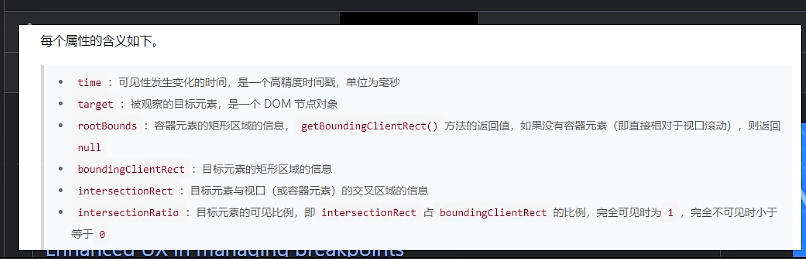 每个属性的含义如下。
time ：可见性发生变化的时间，是一个高精度时间戳，单位为毫秒
target ：被观察的目标元素，是一个 DOM 节点对象
rootBounds ：容器元素的矩形区域的信息， getBoundingClientRect() 方法的返回值，如果没有容器元素（即直接相对于视口滚动），则返回
null
boundingClientRect ：目标元素的矩形区域的信息
intersectionRect ：目标元素与视口（或容器元素）的交叉区域的信息
intersectionRatio ：目标元素的可见比例，即 intersectionRect 占 boundingClientRect 的比例，完全可见时为 1 ，完全不可见时小于
等于 0
Enhanced UX in managing breakpoints